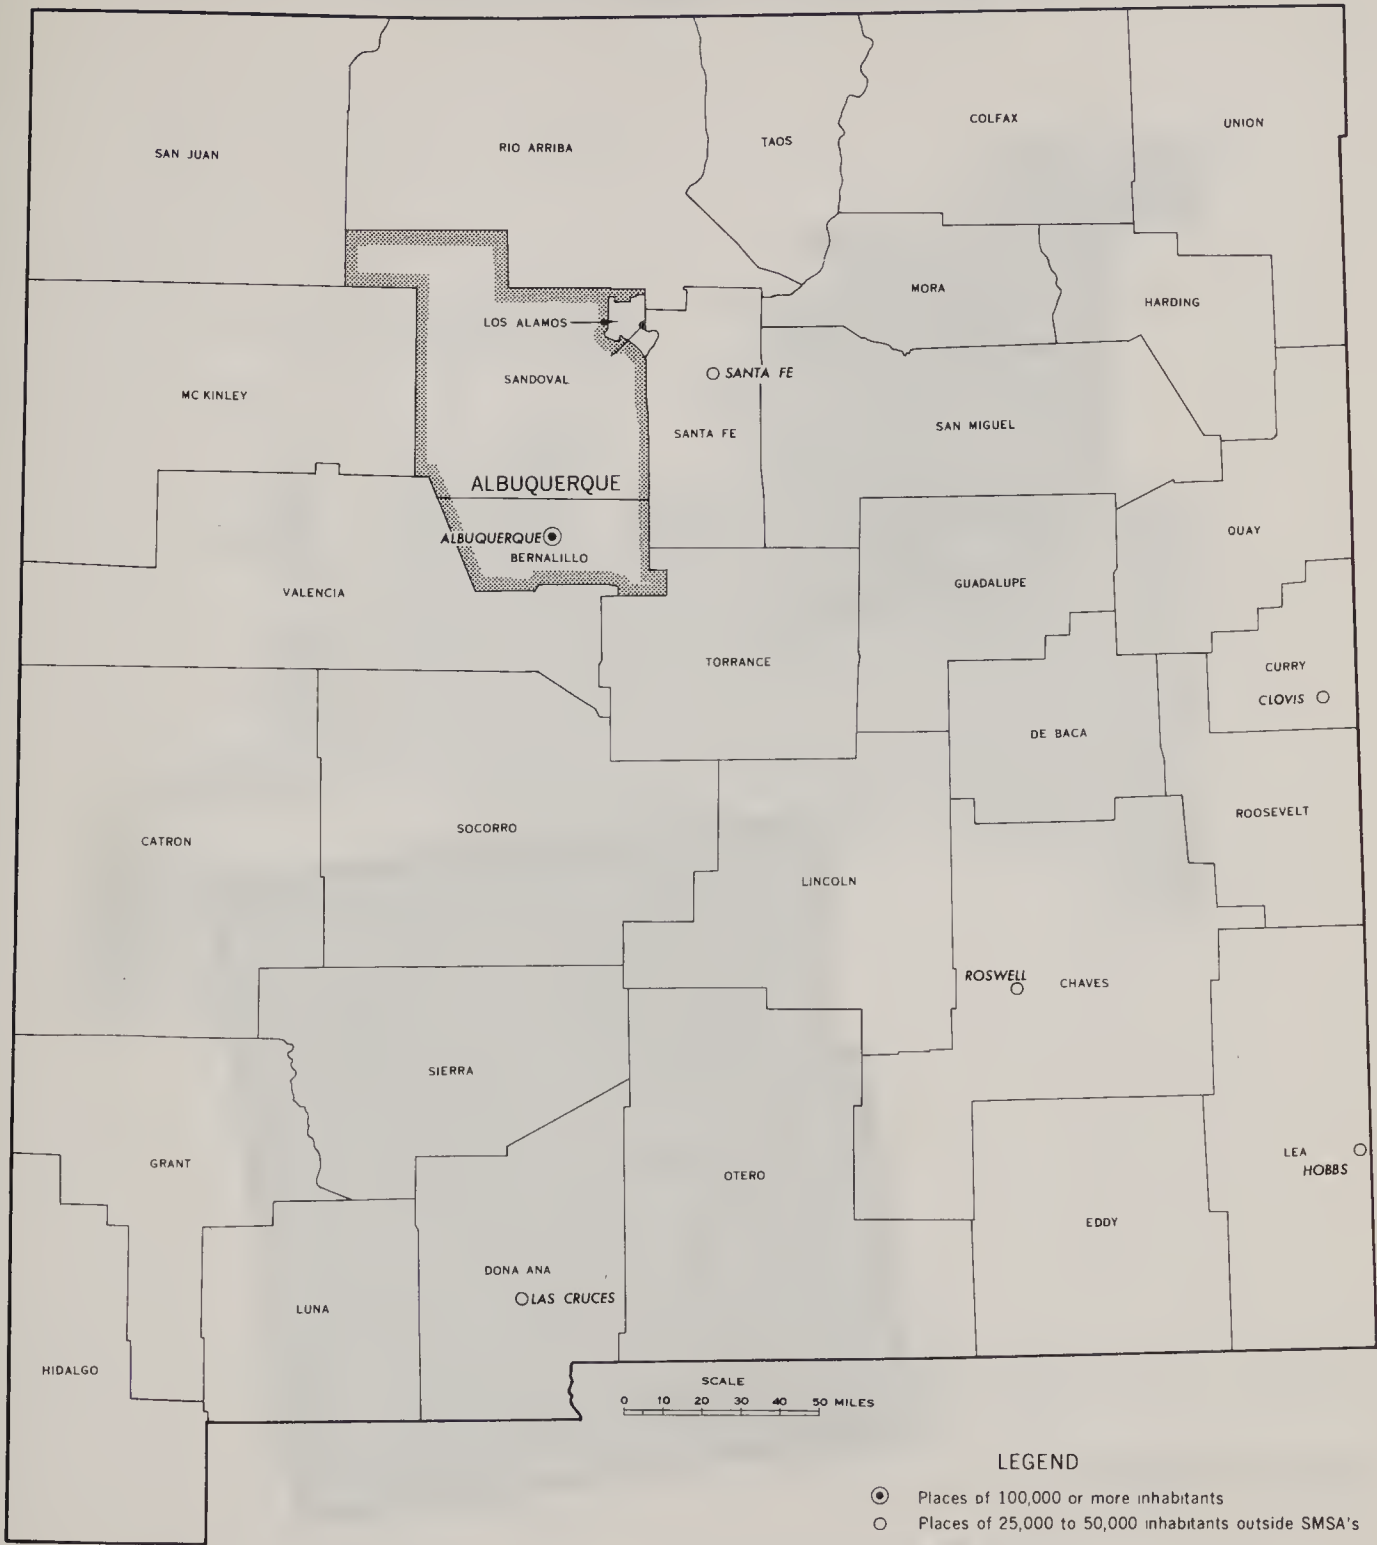 COLFAX
UNION
TAOS
RIO ARRIBA
SAN JUAN
MORA
HARDING
LOS ALAMOS
SANTA FE
SANDOVAL
MC KINLEY
SAN MIGUEL
SANTA FE
ALBUQUERQUE
QUAY
ALBUQUERQUE
BERNALILLO
GUADALUPE
VALENCIA
TORRANCE
CURRY
CLOVIS
DE BACA
ROOSEVELT
SOCORRO
CATRON
LINCOLN
ROSWELL
CHAVES
SIERRA
LEA
HOBBS
GRANT
OTERO
EDDY
DONA ANA
LAS CRUCES
LUNA
HIDALGO
SCALE
0 10 20 30 40 50 MILES
LEGEND
Places of 100,000 or more inhabitants
Places of 25,000 to 50,000 inhabitants outside SMSA's